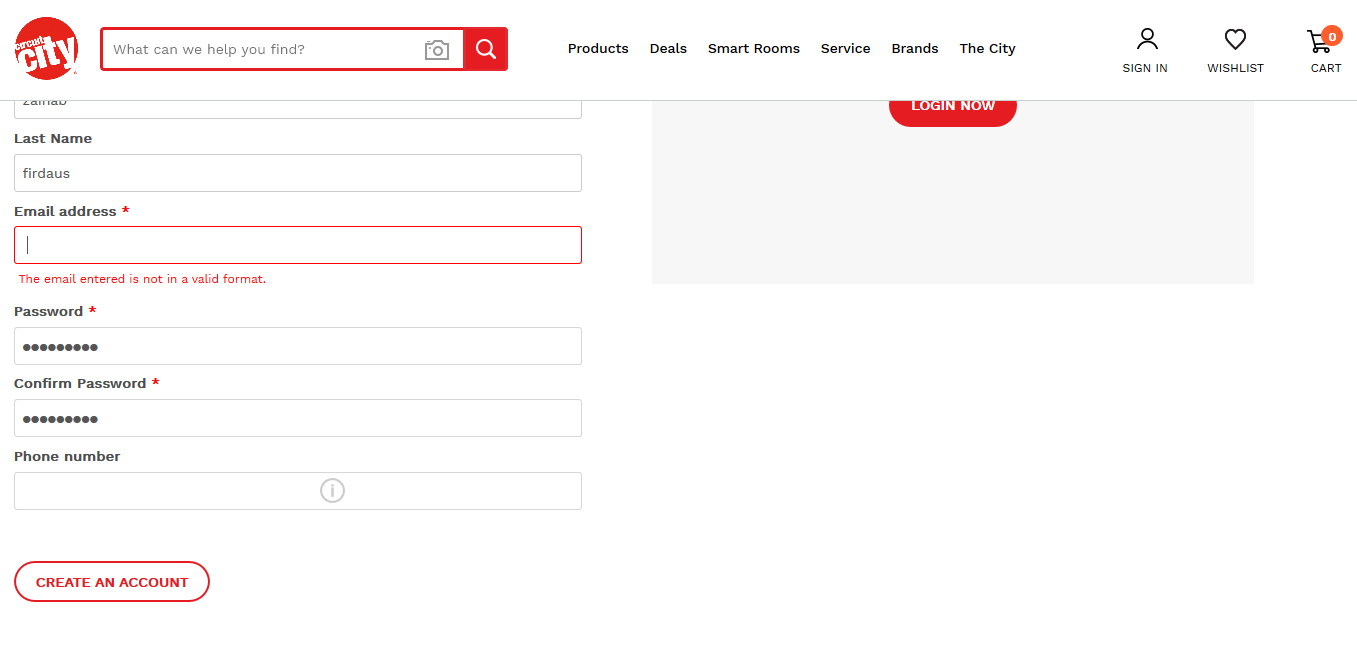 circuit city
What can we help you find?
Products Deals Smart Rooms Service Brands The City
0
SIGN IN WISHLIST CART
zainab
LOGIN NOW
Last Name
firdaus
Email address *
The email entered is not in a valid format.
Password *
●●●●●●●●●
Confirm Password *
●●●●●●●●●
Phone number
CREATE AN ACCOUNT